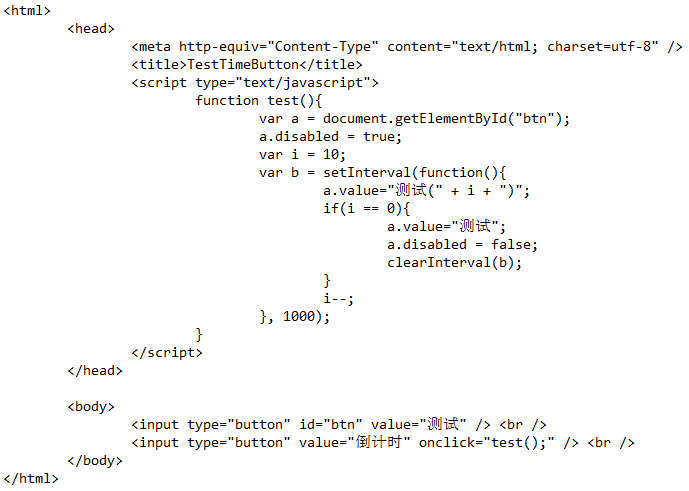 <html>
<head>
<meta http-equiv="Content-Type" content="text/html; charset=utf-8" />
<title>TestTimeButton</title>
<script type="text/javascript">
function test(){
var a = document.getElementById("btn");
a.disabled = true;
var i = 10;
var b = setInterval(function(){
a.value="测试(" + i + ")";
if(i == 0){
a.value="测试";
a.disabled = false;
clearInterval(b);
}
i--;
}, 1000);
}
</script>
</head>
<body>
<input type="button" id="btn" value="测试" /> <br />
<input type="button" value="倒计时" onclick="test();" /> <br />
</body>
</html>